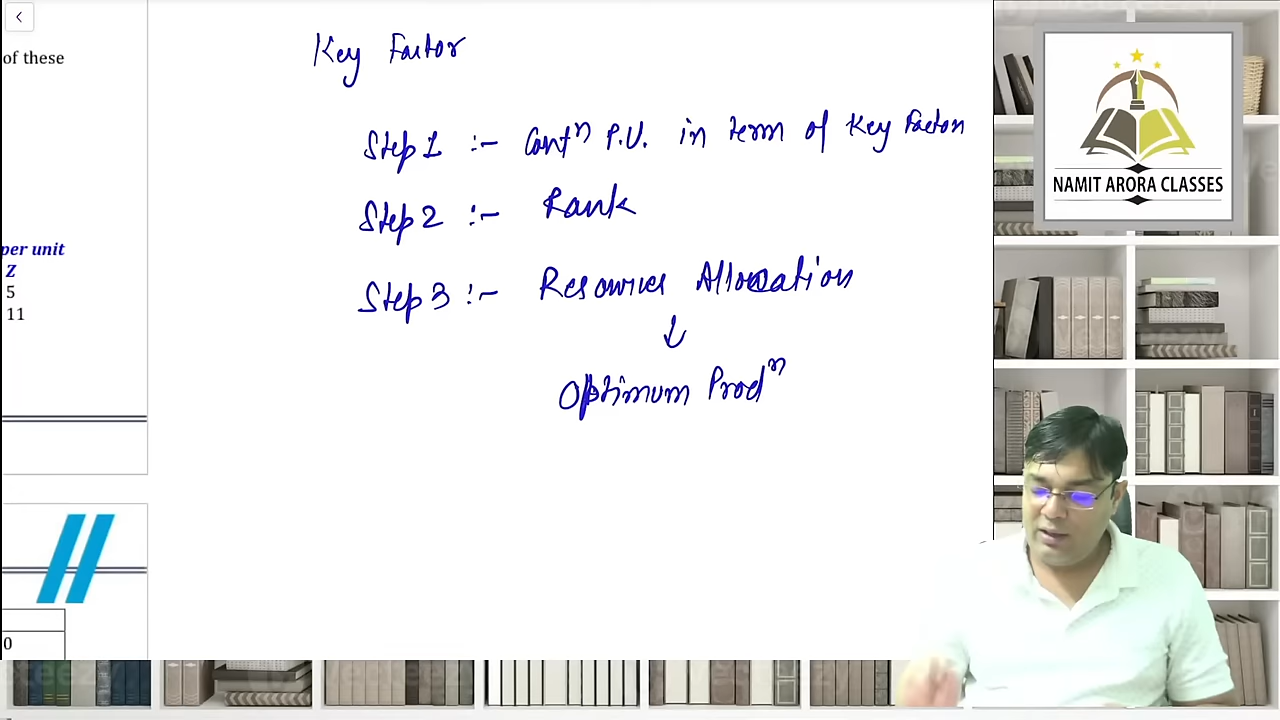 of these
per unit
Z
5
11
0
Key Factor
Step 1 :- Contⁿ P.U. in term of Key Factor
Step 2 :- Rank
Step 3 :- Resources Allocation
↓
Optimum Prodⁿ
NAMIT ARORA CLASSES